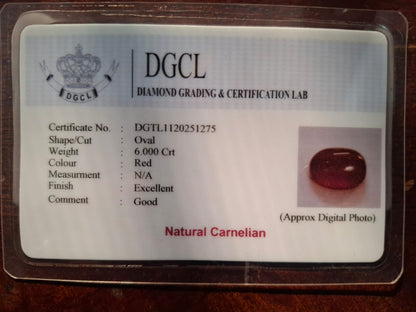 DGCL
DGCL
DIAMOND GRADING & CERTIFICATION LAB
Certificate No. : DGTL1120251275
Shape/Cut : Oval
Weight : 6.000 Crt
Colour : Red
Measurment : N/A
Finish : Excellent
Comment : Good
(Approx Digital Photo)
Natural Carnelian